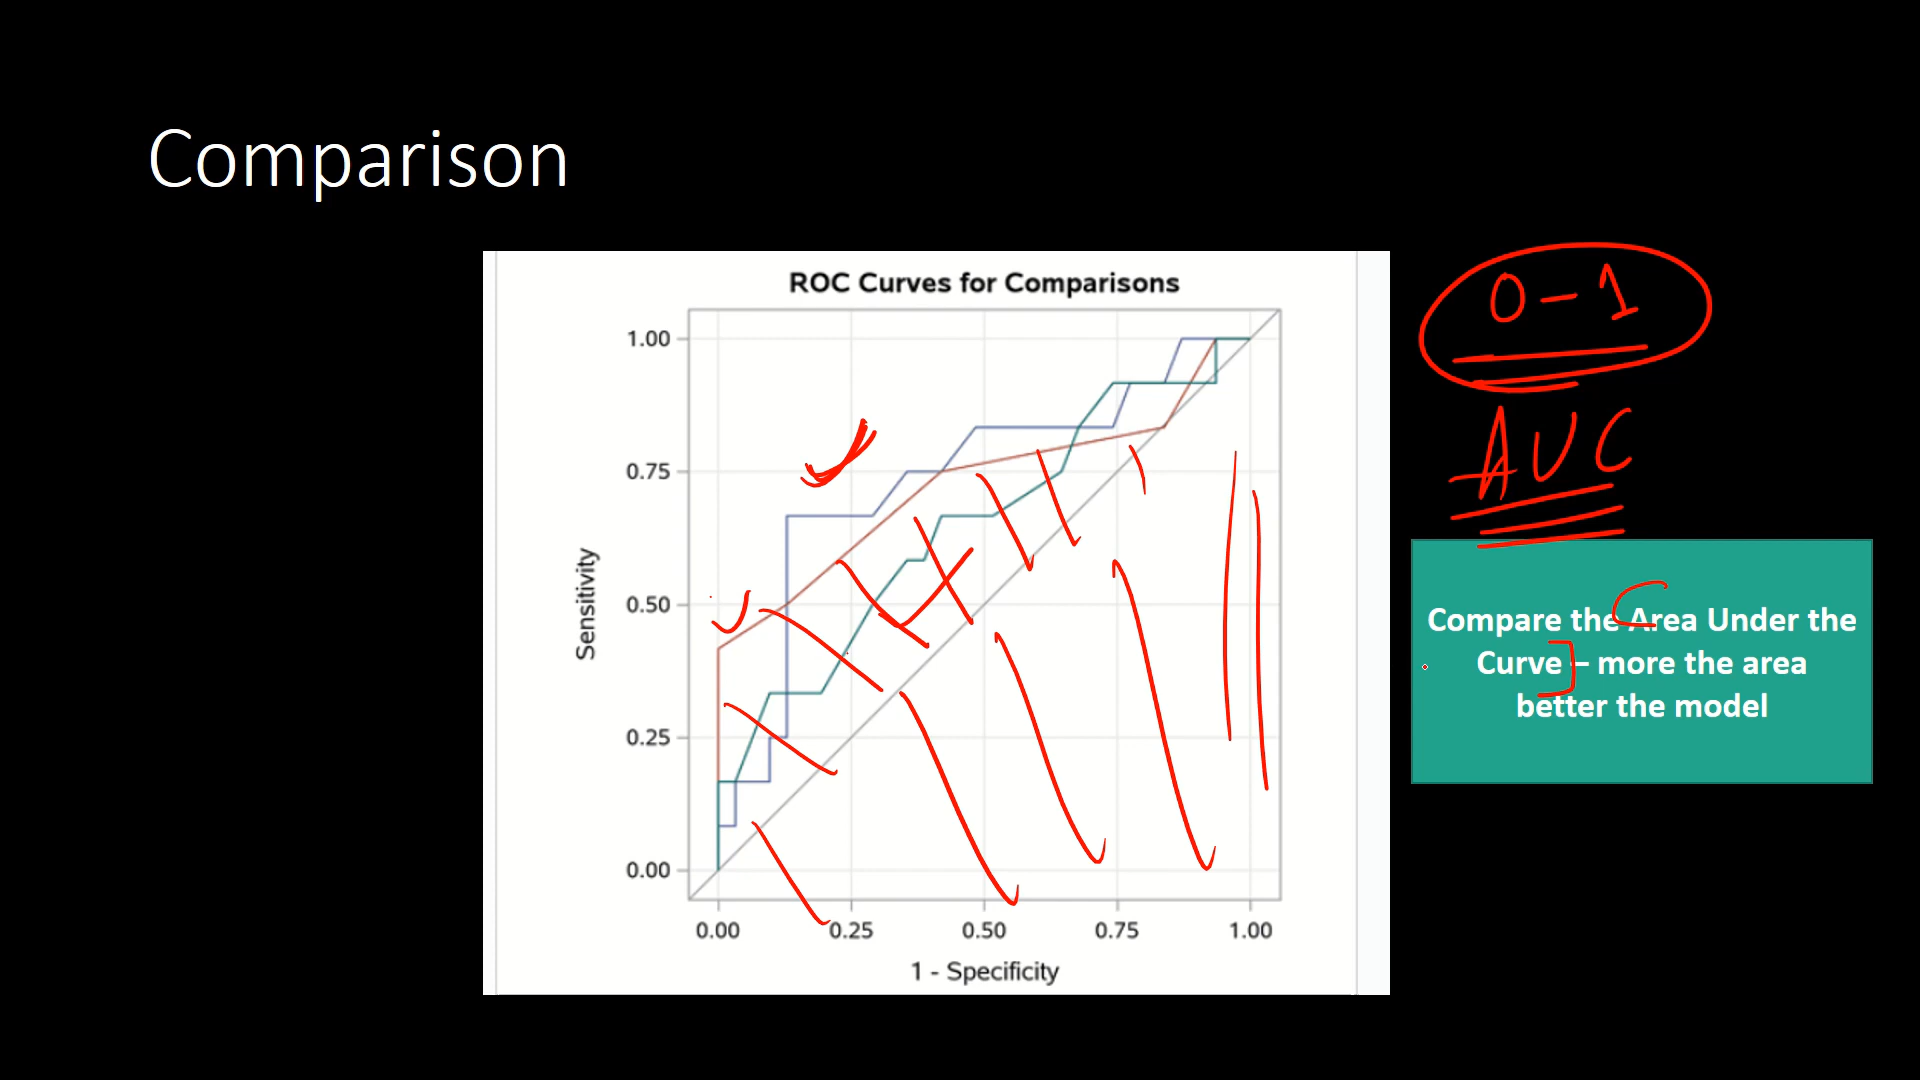 Comparison
ROC Curves for Comparisons
1.00
0.75
0.50
0.25
0.00
Sensitivity
0.00 0.25 0.50 0.75 1.00
1 - Specificity
0-1
AUC
Compare the Area Under the
Curve – more the area
better the model